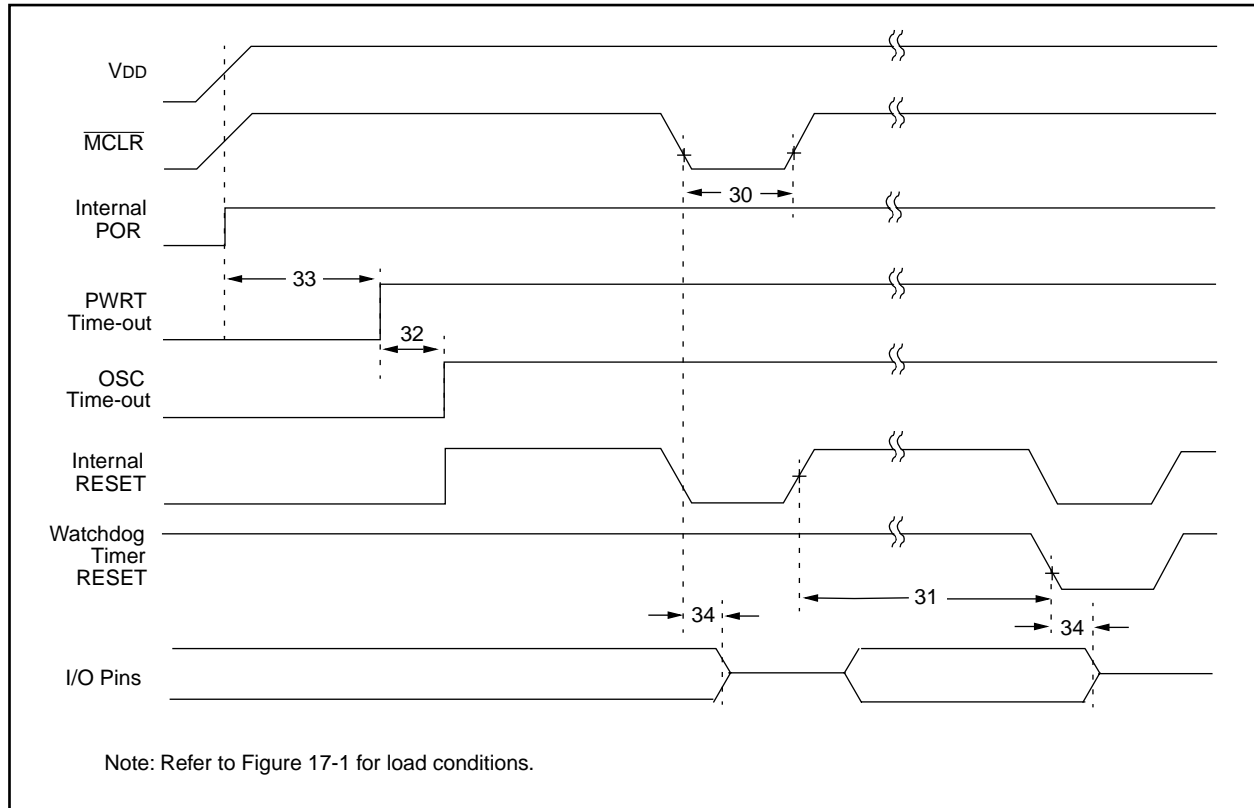 VDD
MCLR
30
Internal
POR
33
PWRT
Time-out
32
OSC
Time-out
Internal
RESET
Watchdog
Timer
RESET
31
34
34
I/O Pins
Note: Refer to Figure 17-1 for load conditions.